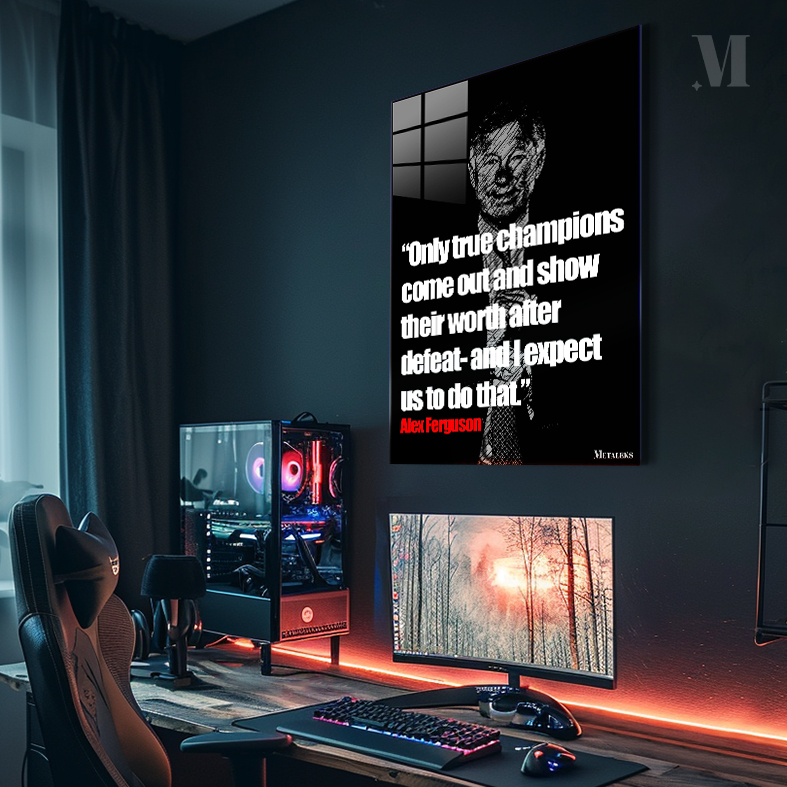 M
“Only true champions
come out and show
their worth after
defeat- and I expect
us to do that.”
Alex Ferguson
METALEKS